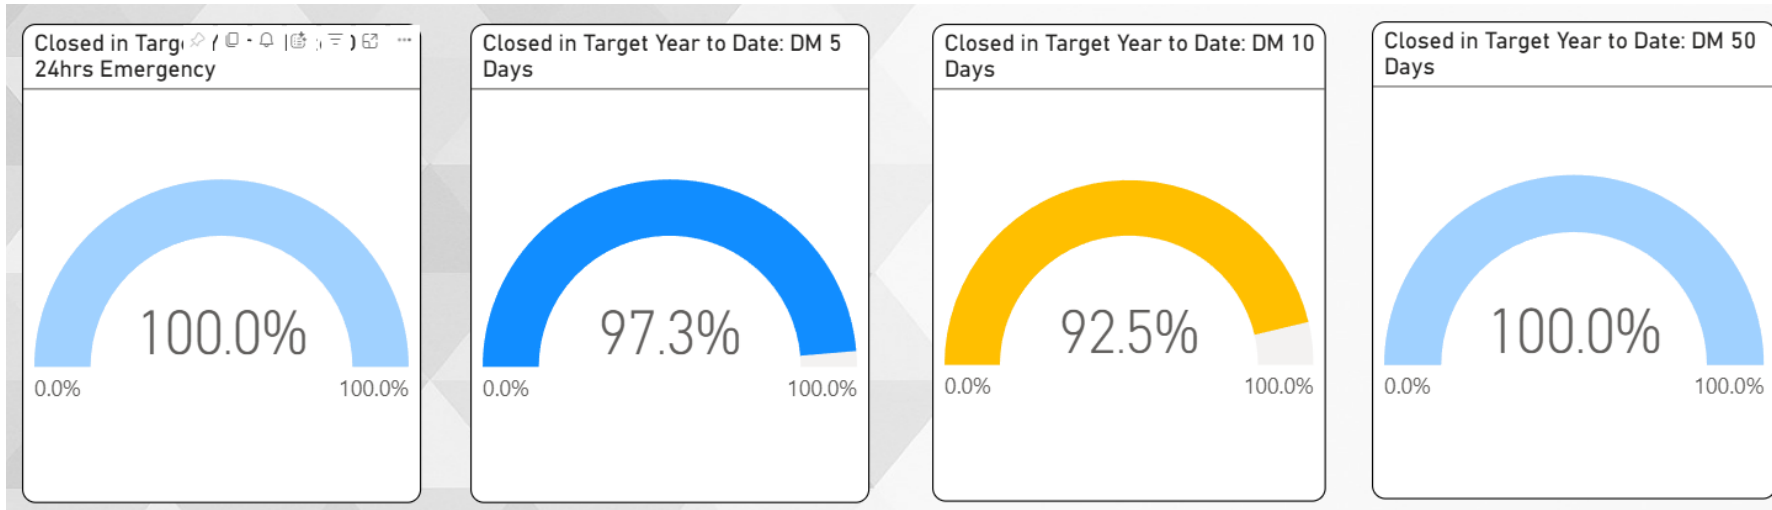 Closed in
24hrs Emergency
100.0%
0.0% 100.0%
Closed in Target Year to Date: DM 5
Days
97.3%
0.0% 100.0%
Closed in Target Year to Date: DM 10
Days
92.5%
0.0% 100.0%
Closed in Target Year to Date: DM 50
Days
100.0%
0.0% 100.0%